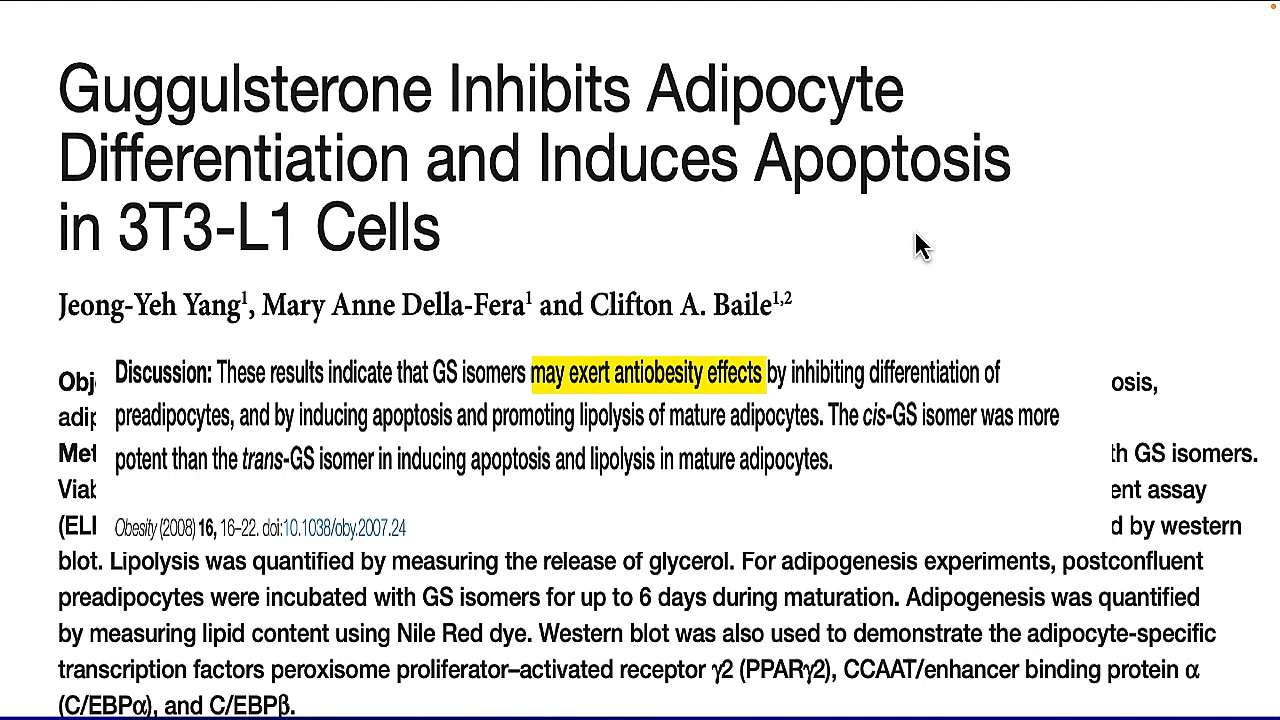 Guggulsterone Inhibits Adipocyte
Differentiation and Induces Apoptosis
in 3T3-L1 Cells
Jeong-Yeh Yang1, Mary Anne Della-Fera1 and Clifton A. Baile1,2
Discussion: These results indicate that GS isomers may exert antiobesity effects by inhibiting differentiation of
preadipocytes, and by inducing apoptosis and promoting lipolysis of mature adipocytes. The cis-GS isomer was more
potent than the trans-GS isomer in inducing apoptosis and lipolysis in mature adipocytes.
Obesity (2008) 16, 16–22. doi:10.1038/oby.2007.24
Obj osis,
adip
Met th GS isomers.
Viab ent assay
(ELI d by western
blot. Lipolysis was quantified by measuring the release of glycerol. For adipogenesis experiments, postconfluent
preadipocytes were incubated with GS isomers for up to 6 days during maturation. Adipogenesis was quantified
by measuring lipid content using Nile Red dye. Western blot was also used to demonstrate the adipocyte-specific
transcription factors peroxisome proliferator–activated receptor γ2 (PPARγ2), CCAAT/enhancer binding protein α
(C/EBPα), and C/EBPβ.